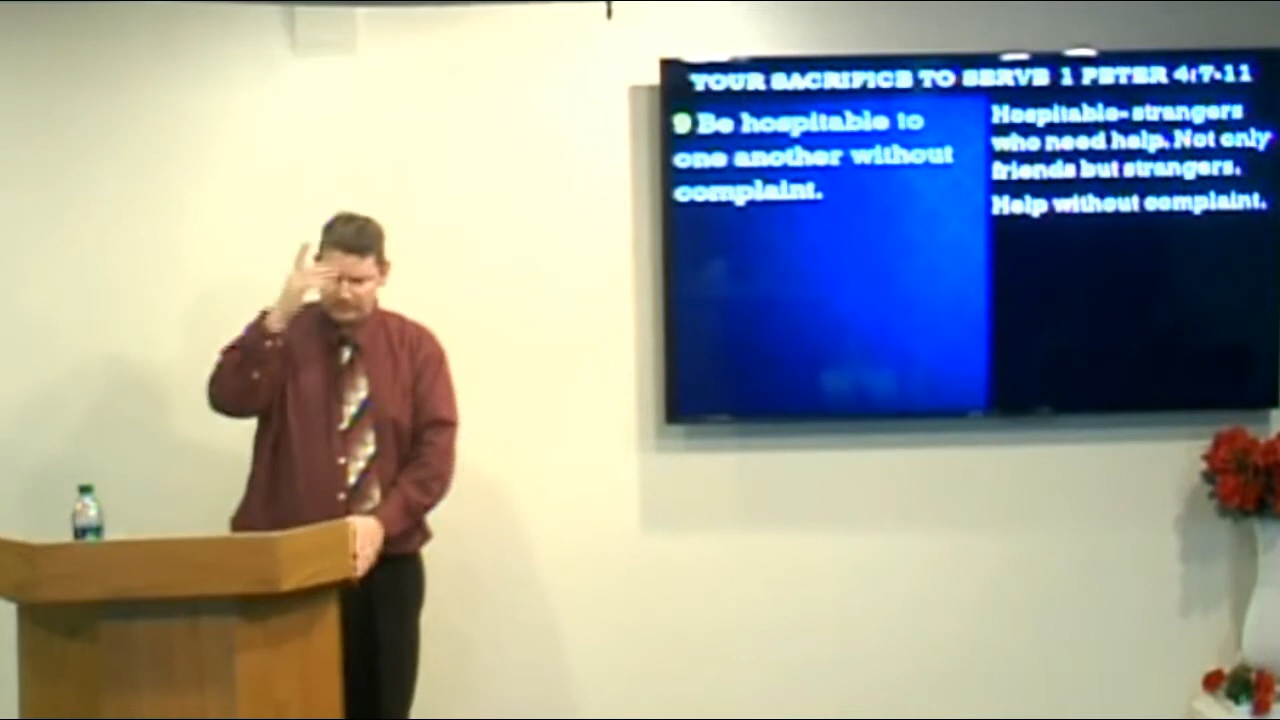 YOUR SACRIFICE TO SERVE 1 PETER 4:7-11
9 Be hospitable to
one another without
complaint.
Hospitable- strangers
who need help. Not only
friends but strangers.
Help without complaint.